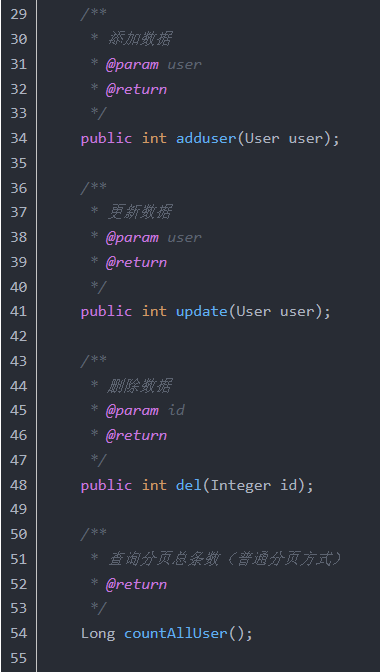 29 /**
30 * 添加数据
31 * @param user
32 * @return
33 */
34 public int adduser(User user);
35
36 /**
37 * 更新数据
38 * @param user
39 * @return
40 */
41 public int update(User user);
42
43 /**
44 * 删除数据
45 * @param id
46 * @return
47 */
48 public int del(Integer id);
49
50 /**
51 * 查询分页总条数（普通分页方式）
52 * @return
53 */
54 Long countAllUser();
55